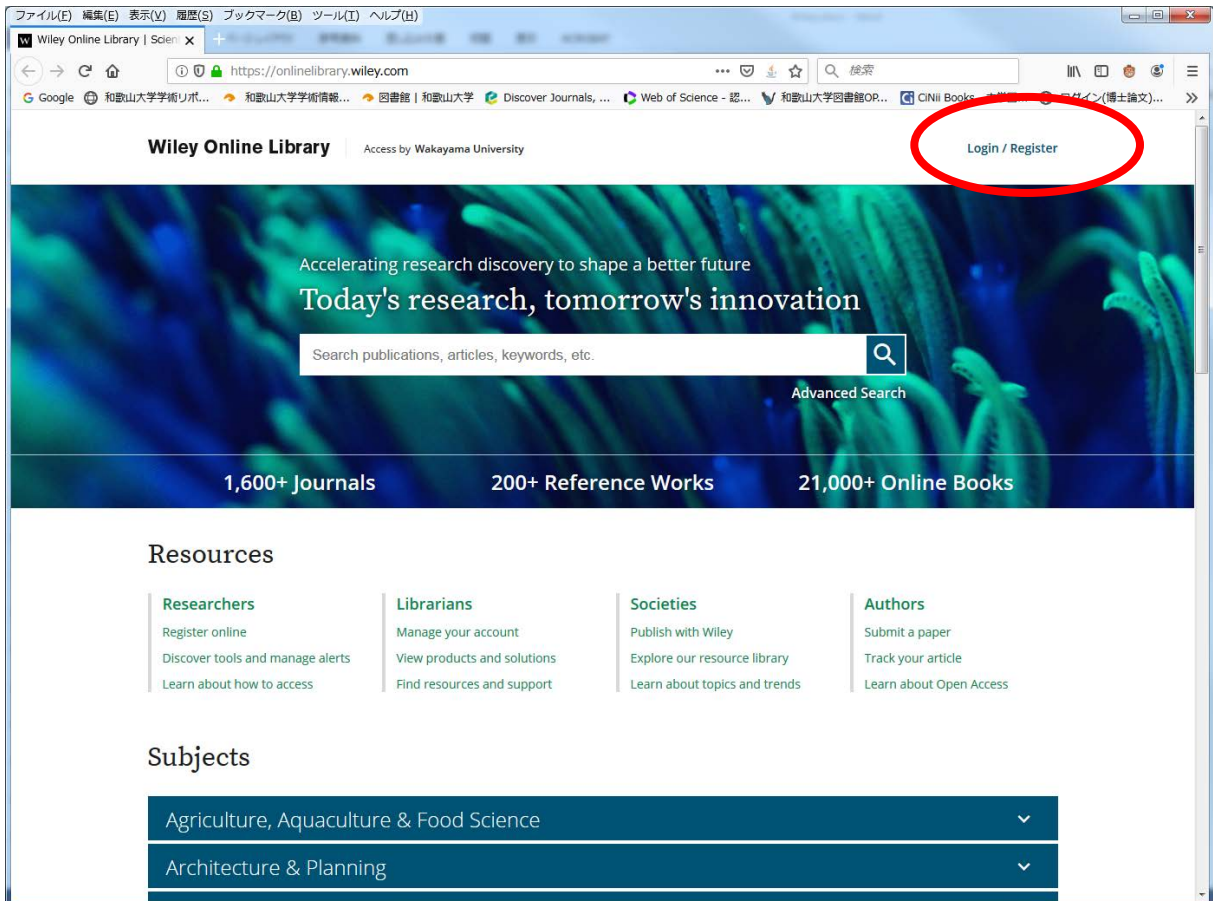 ファイル(F) 編集(E) 表示(V) 履歴(S) ブックマーク(B) ツール(T) ヘルプ(H)
W Wiley Online Library | Scien
https://onlinelibrary.wiley.com 検索
Google 和歌山大学学術リポ... 和歌山大学学術情報... 図書館 | 和歌山大学 Discover Journals, ... Web of Science - 認... 和歌山大学図書館OP... CiNii Books ログイン(博士論文)...
Wiley Online Library Access by Wakayama University Login / Register
Accelerating research discovery to shape a better future
Today's research, tomorrow's innovation
Search publications, articles, keywords, etc.
Advanced Search
1,600+ Journals 200+ Reference Works 21,000+ Online Books
Resources
Researchers Librarians Societies Authors
Register online Manage your account Publish with Wiley Submit a paper
Discover tools and manage alerts View products and solutions Explore our resource library Track your article
Learn about how to access Find resources and support Learn about topics and trends Learn about Open Access
Subjects
Agriculture, Aquaculture & Food Science
Architecture & Planning